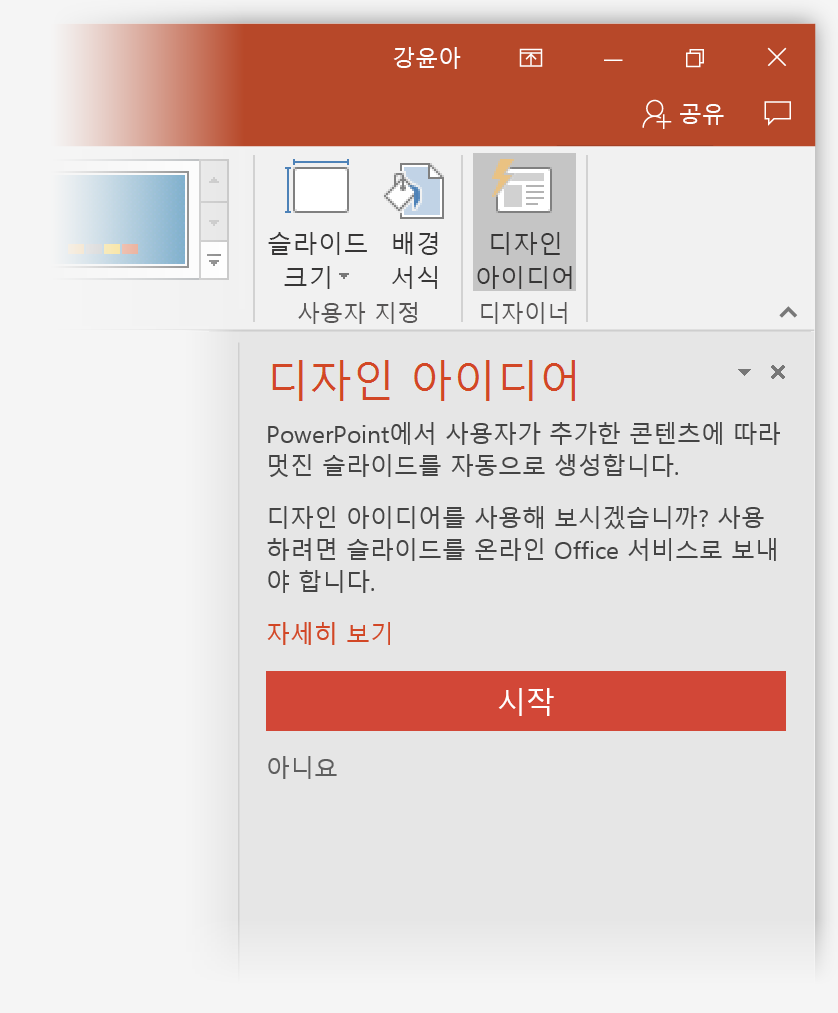 강윤아
공유
슬라이드
크기
배경
서식
디자인
아이디어
사용자 지정
디자이너
디자인 아이디어
PowerPoint에서 사용자가 추가한 콘텐츠에 따라
멋진 슬라이드를 자동으로 생성합니다.
디자인 아이디어를 사용해 보시겠습니까? 사용
하려면 슬라이드를 온라인 Office 서비스로 보내
야 합니다.
자세히 보기
시작
아니요